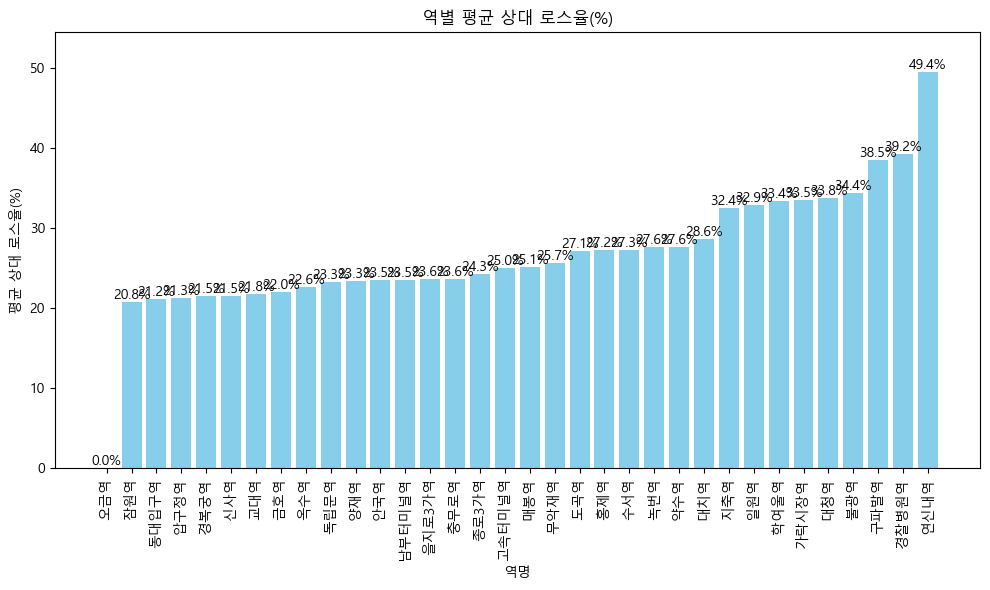 역별 평균 상대 로스율(%)
평균 상대 로스율(%)
50
40
30
20
10
0
0.0%
20.8%
21.2%
21.3%
21.5%
21.5%
21.8%
22.0%
22.6%
23.3%
23.3%
23.5%
23.5%
23.6%
23.6%
24.3%
25.0%
25.1%
25.7%
27.1%
27.2%
27.3%
27.6%
27.6%
28.6%
32.4%
32.9%
33.4%
33.5%
33.8%
34.4%
38.5%
39.2%
49.4%
오금역
잠원역
동대입구역
압구정역
경복궁역
신사역
교대역
금호역
옥수역
독립문역
양재역
안국역
남부터미널역
을지로3가역
충무로역
종로3가역
고속터미널역
매봉역
무악재역
도곡역
홍제역
수서역
녹번역
약수역
대치역
지축역
일원역
학여울역
가락시장역
대청역
불광역
구파발역
경찰병원역
연신내역
역명